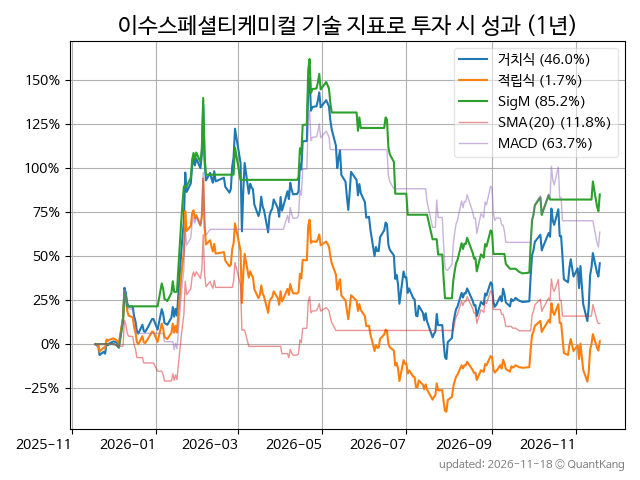 이수스페셜티케미컬 기술 지표로 투자 시 성과 (1년)
거치식 (46.0%)
적립식 (1.7%)
SigM (85.2%)
SMA(20) (11.8%)
MACD (63.7%)
150%
125%
100%
75%
50%
25%
0%
−25%
2025-11
2026-01
2026-03
2026-05
2026-07
2026-09
2026-11
updated: 2026-11-18 © QuantKang